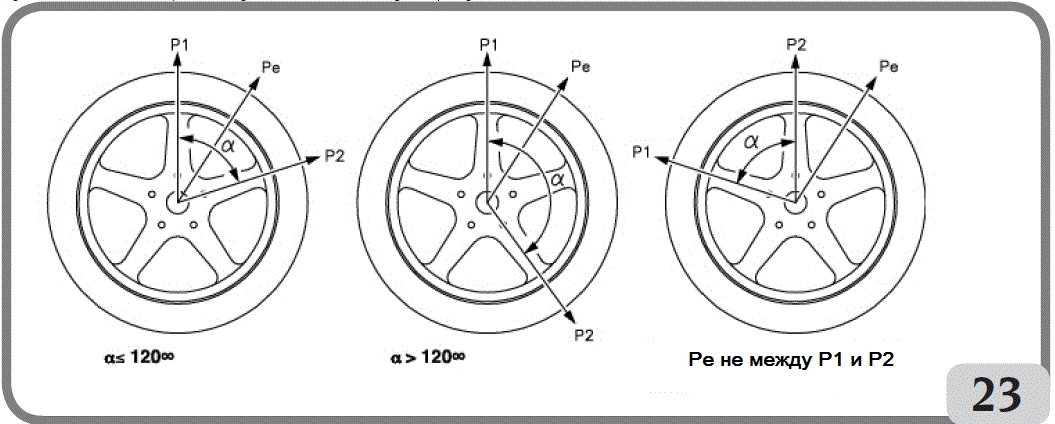 P1
Pe
α
P2
α≤ 120∞
P1
Pe
α
P2
α > 120∞
P2
Pe
P1
α
Pe не между P1 и P2
23